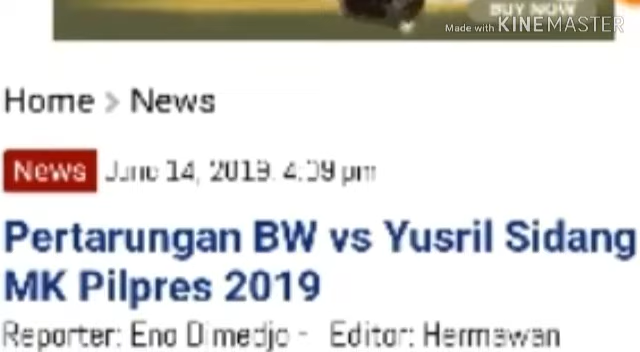 BUY NOW
Made with KINEMASTER
Home > News
News June 14, 2019, 4:09 pm
Pertarungan BW vs Yusril Sidang
MK Pilpres 2019
Reporter: Eno Dimedjo - Editor: Hermawan